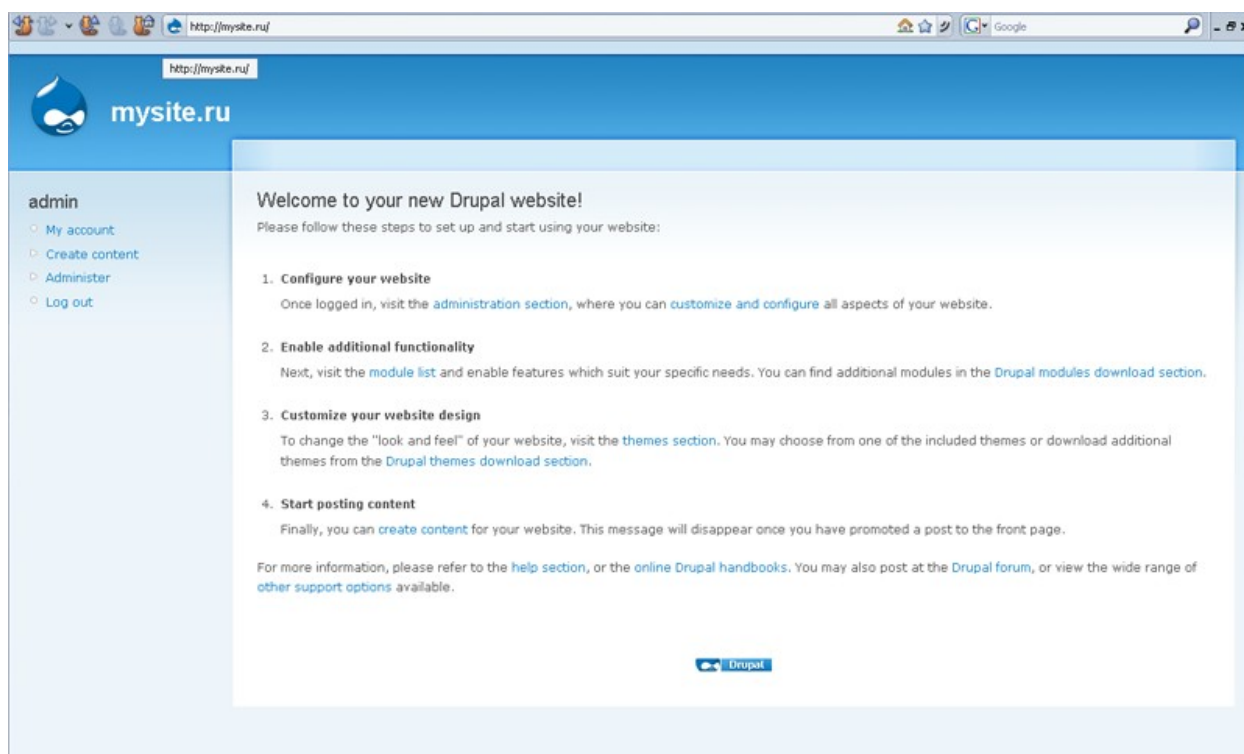 http://mysite.ru/
Google
http://mysite.ru/
mysite.ru
admin
My account
Create content
Administer
Log out
Welcome to your new Drupal website!
Please follow these steps to set up and start using your website:
1. Configure your website
Once logged in, visit the administration section, where you can customize and configure all aspects of your website.
2. Enable additional functionality
Next, visit the module list and enable features which suit your specific needs. You can find additional modules in the Drupal modules download section.
3. Customize your website design
To change the "look and feel" of your website, visit the themes section. You may choose from one of the included themes or download additional
themes from the Drupal themes download section.
4. Start posting content
Finally, you can create content for your website. This message will disappear once you have promoted a post to the front page.
For more information, please refer to the help section, or the online Drupal handbooks. You may also post at the Drupal forum, or view the wide range of
other support options available.
Drupal